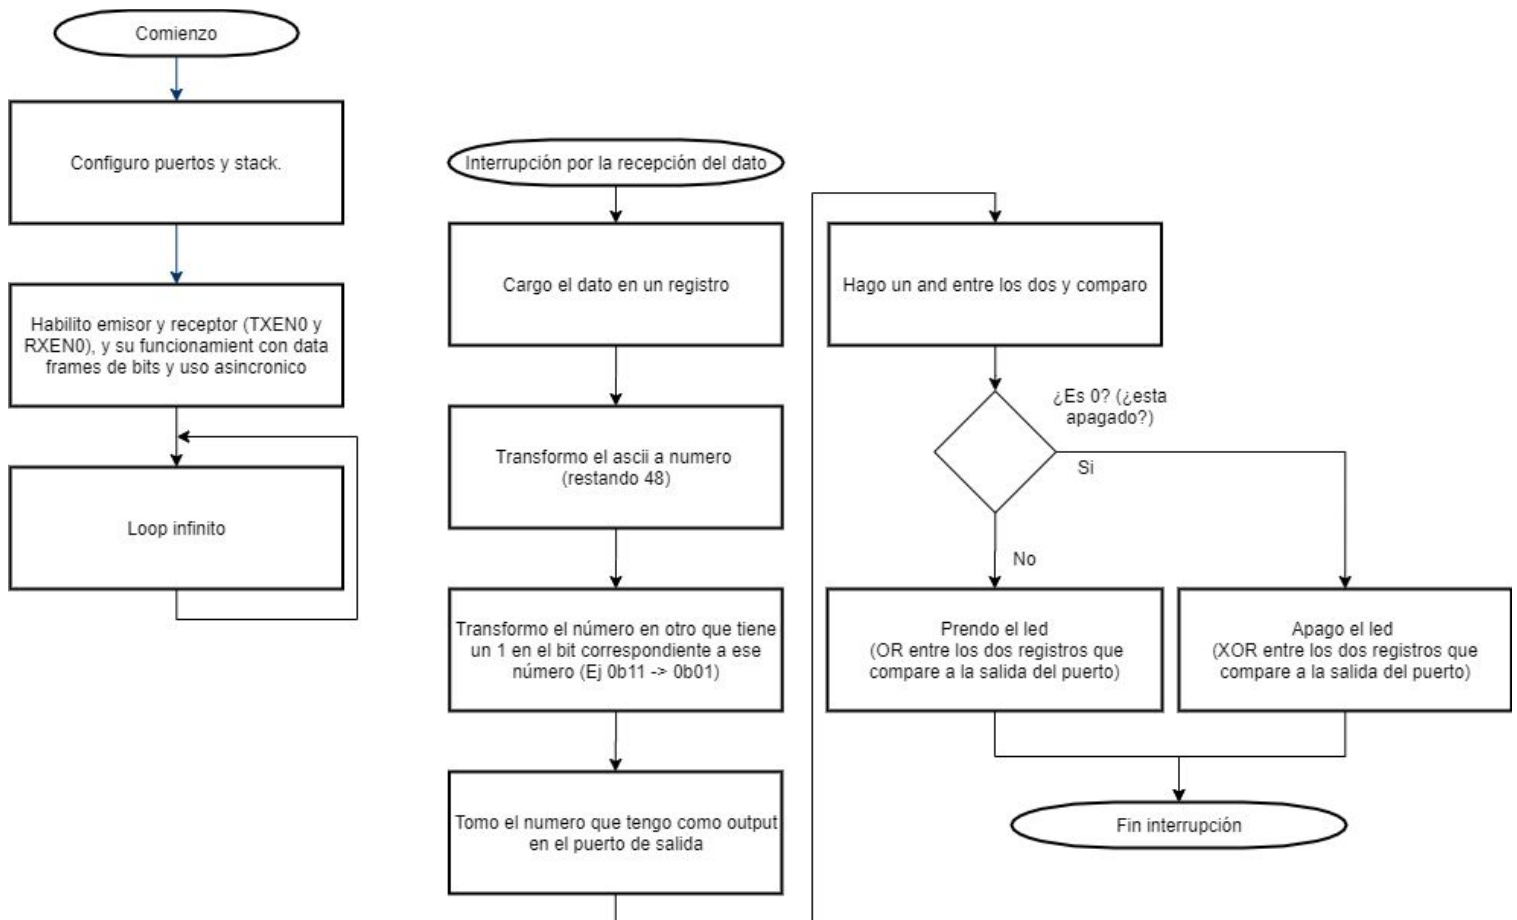 Comienzo
Configuro puertos y stack.
Habilito emisor y receptor (TXEN0 y
RXEN0), y su funcionamient con data
frames de bits y uso asincronico
Loop infinito
Interrupción por la recepción del dato
Cargo el dato en un registro
Transformo el ascii a numero
(restando 48)
Transformo el número en otro que tiene
un 1 en el bit correspondiente a ese
número (Ej 0b11 -> 0b01)
Tomo el numero que tengo como output
en el puerto de salida
Hago un and entre los dos y comparo
¿Es 0? (¿esta
apagado?)
Si
No
Prendo el led
(OR entre los dos registros que
compare a la salida del puerto)
Apago el led
(XOR entre los dos registros que
compare a la salida del puerto)
Fin interrupción